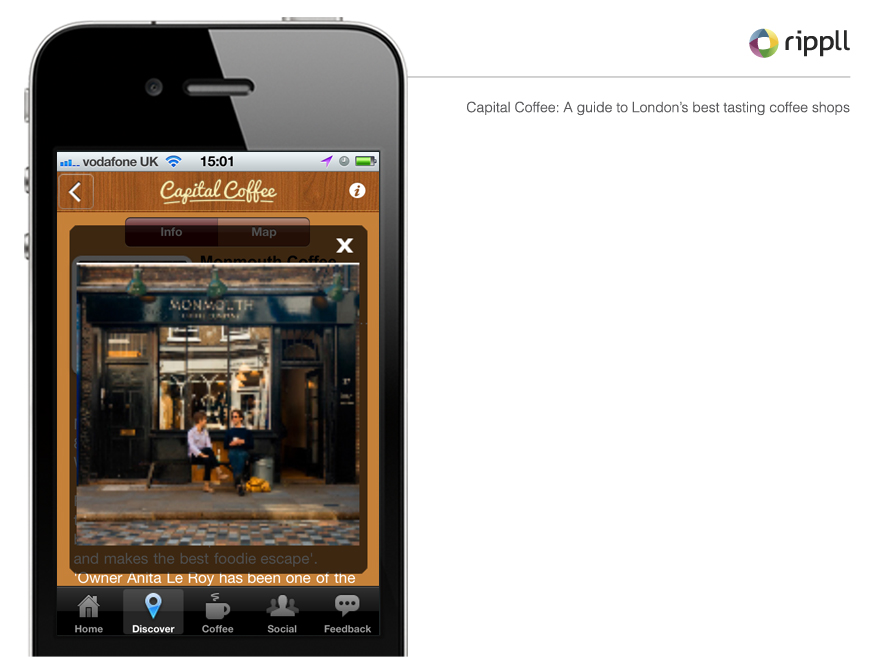 rippll
Capital Coffee: A guide to London's best tasting coffee shops
vodafone UK 15:01
Capital Coffee
Info Map
X
Monmouth Coffee
MONMOUTH
and makes the best foodie escape'.
'Owner Anita Le Roy has been one of the
Home Discover Coffee Social Feedback